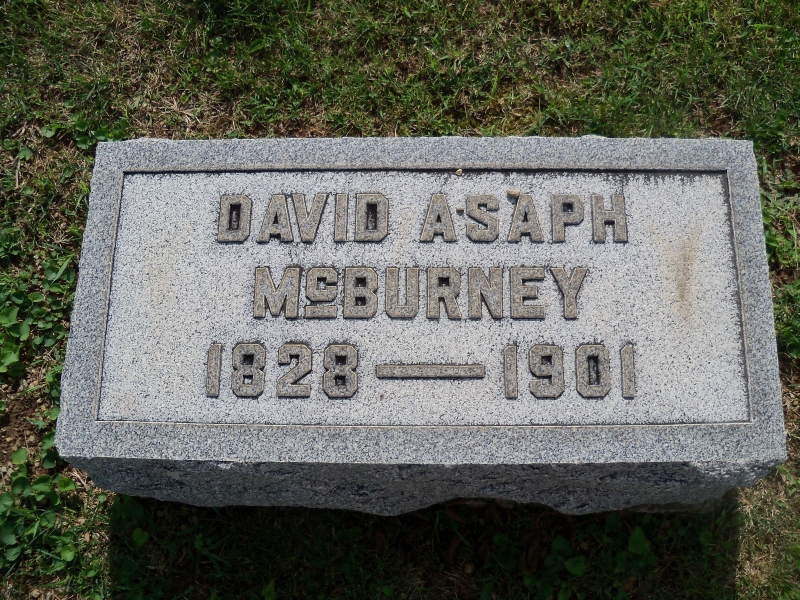 DAVID ASAPH
McBURNEY
1828 — 1901